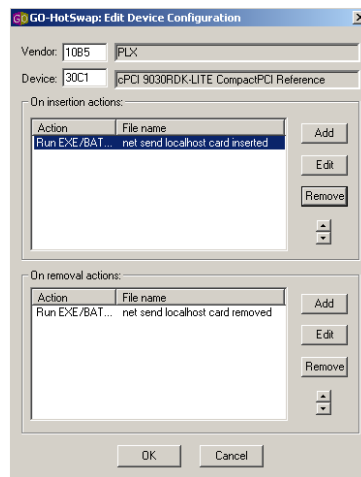 GO GO-HotSwap: Edit Device Configuration
Vendor: 10B5 PLX
Device: 30C1 cPCI 9030RDK-LITE CompactPCI Reference
On insertion actions:
Action File name
Run EXE/BAT... net send localhost card inserted
Add
Edit
Remove
On removal actions:
Action File name
Run EXE/BAT... net send localhost card removed
Add
Edit
Remove
OK Cancel